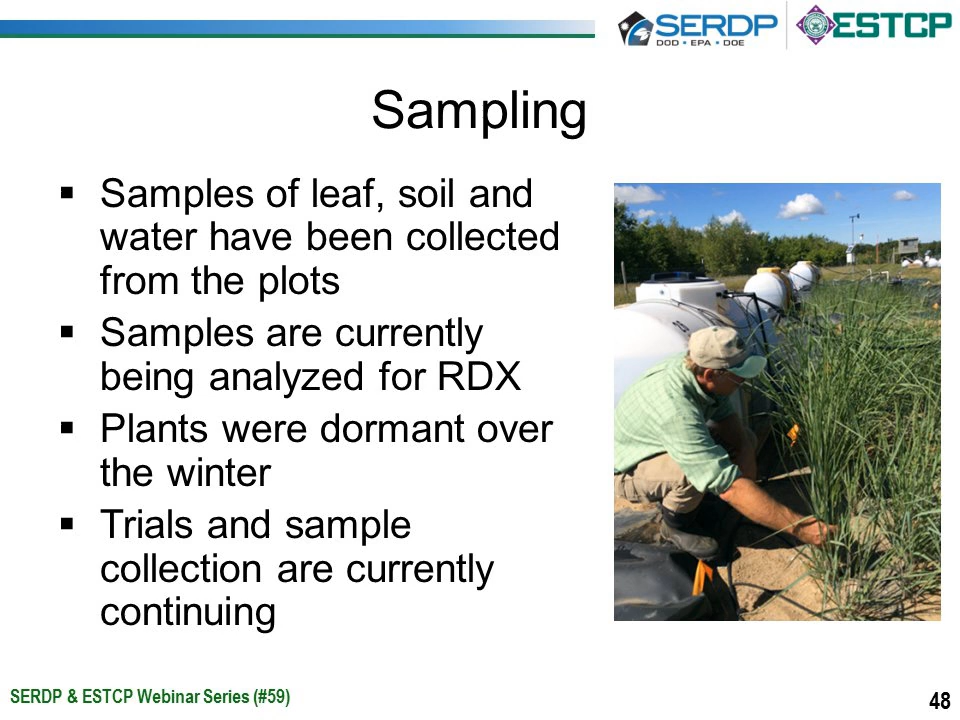 SERDP
DOD • EPA • DOE
ESTCP
Sampling
▪ Samples of leaf, soil and
water have been collected
from the plots
▪ Samples are currently
being analyzed for RDX
▪ Plants were dormant over
the winter
▪ Trials and sample
collection are currently
continuing
SERDP & ESTCP Webinar Series (#59)
48